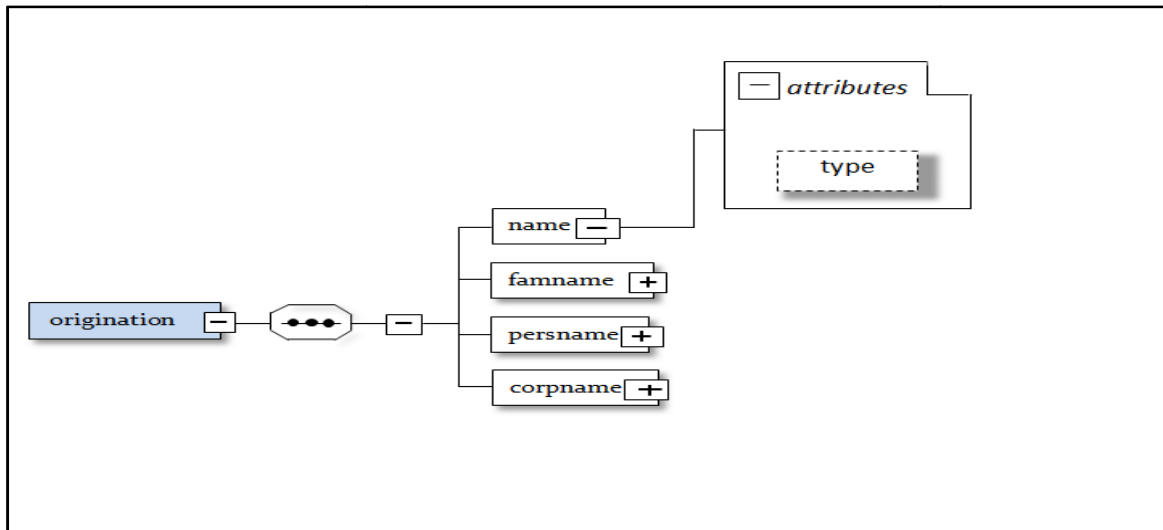 attributes
type
name
famname
origination
persname
corpname